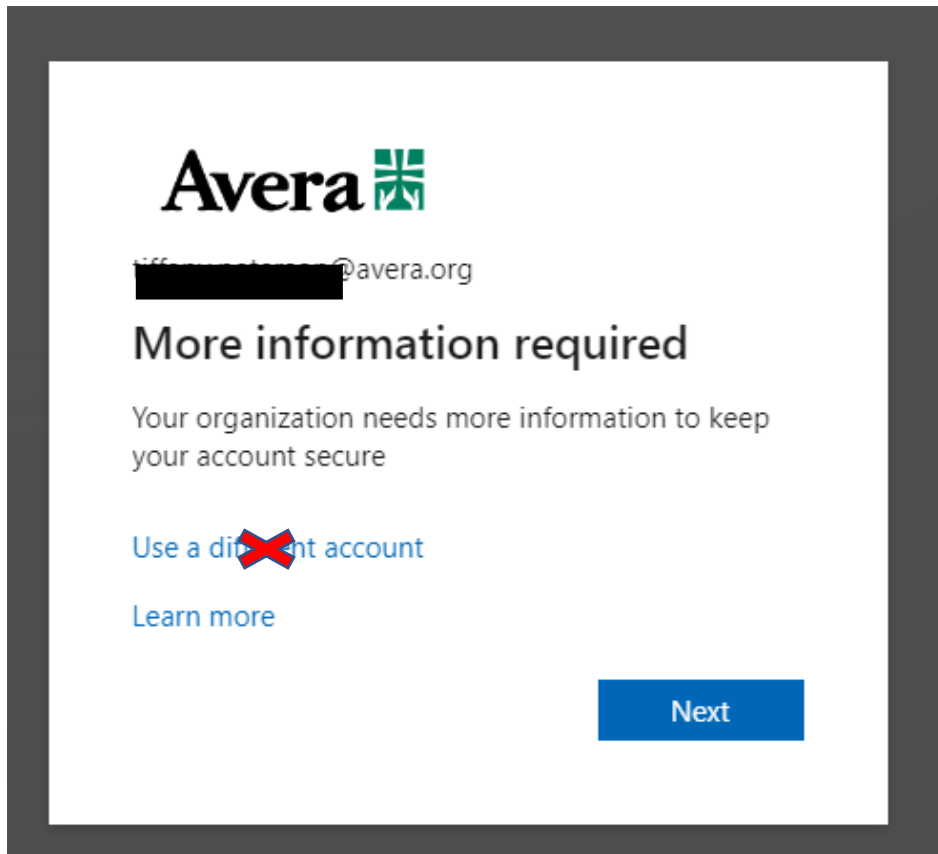 Avera
@avera.org
More information required
Your organization needs more information to keep
your account secure
Use a account
Learn more
Next